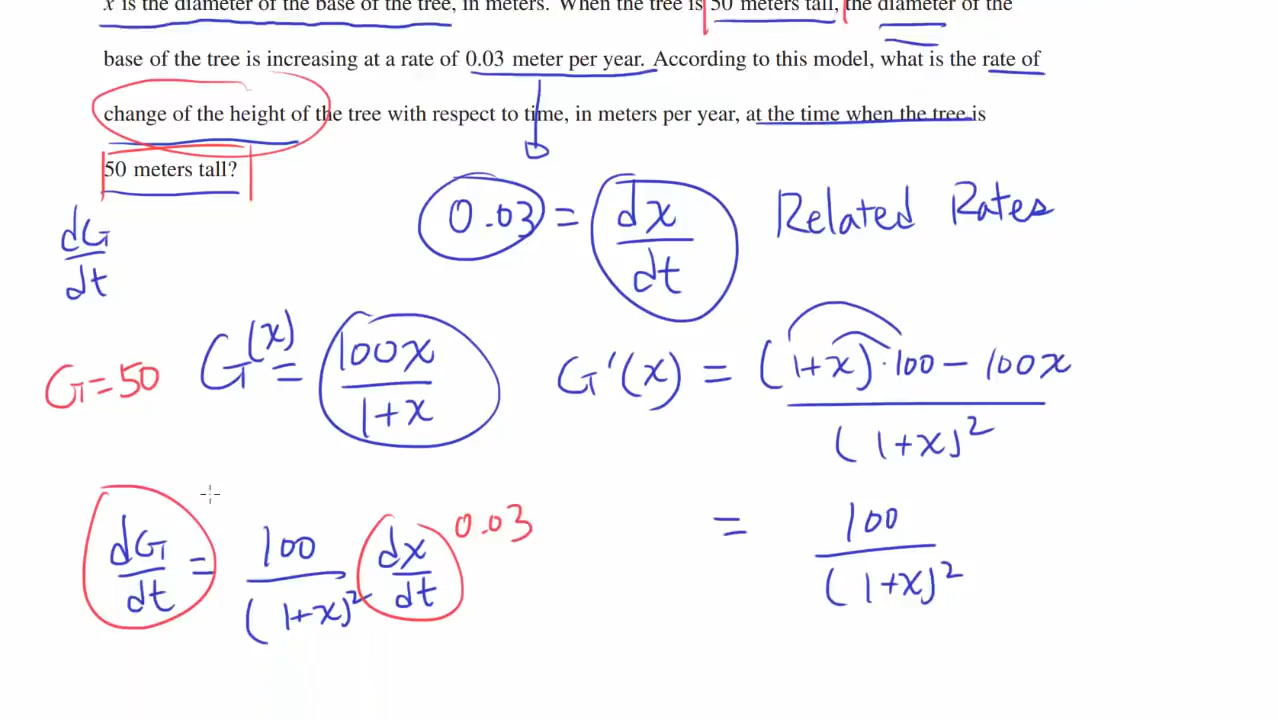 x is the diameter of the base of the tree, in meters. When the tree is 50 meters tall, the diameter of the
base of the tree is increasing at a rate of 0.03 meter per year. According to this model, what is the rate of
change of the height of the tree with respect to time, in meters per year, at the time when the tree is
50 meters tall?
0.03 = dx/dt Related Rates
dG/dt
G=50 G(x) = 100x/(1+x) G'(x) = ((1+x)·100 - 100x)/(1+x)²
dG/dt = 100/(1+x)² dx/dt 0.03 = 100/(1+x)²